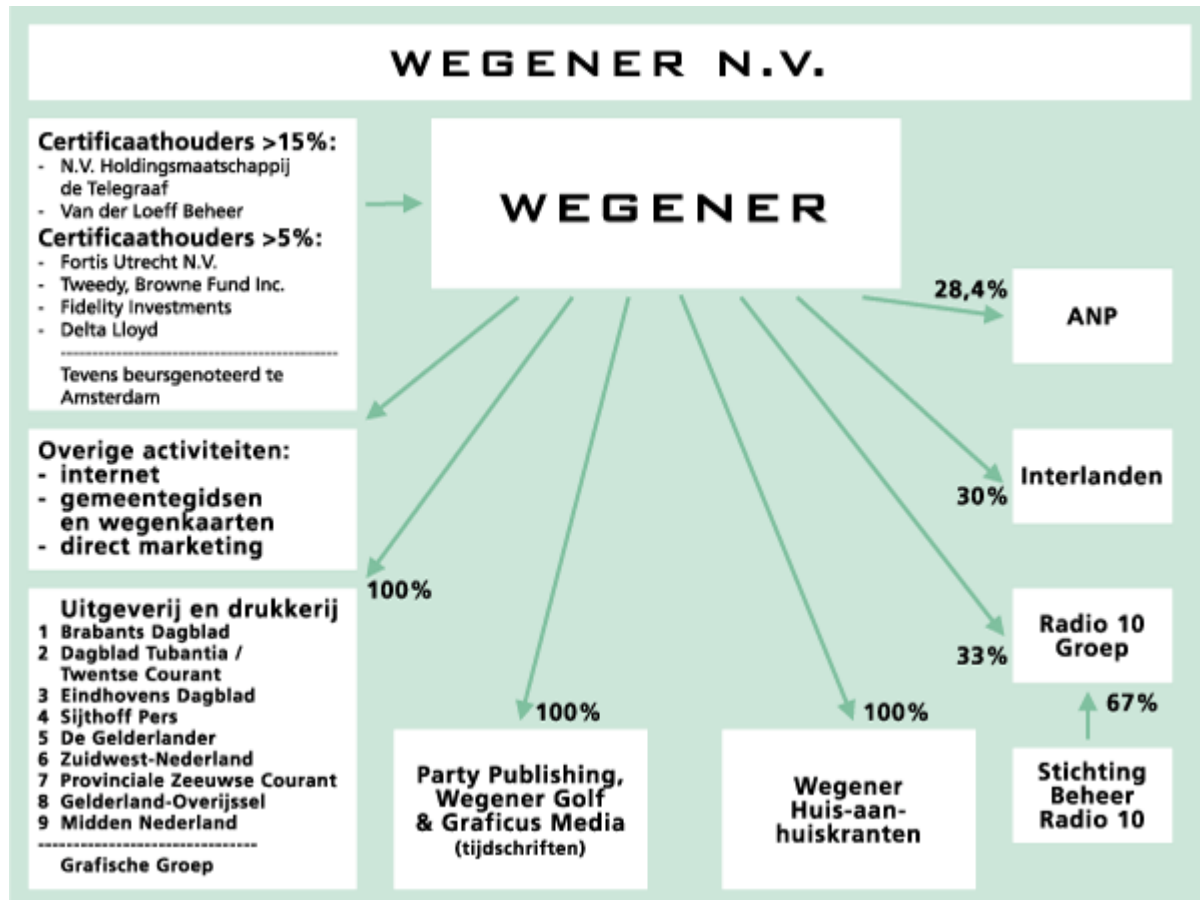 WEGENER N.V.
Certificaathouders >15%:
- N.V. Holdingsmaatschappij
de Telegraaf
- Van der Loeff Beheer
Certificaathouders >5%:
- Fortis Utrecht N.V.
- Tweedy, Browne Fund Inc.
- Fidelity Investments
- Delta Lloyd
Tevens beursgenoteerd te
Amsterdam
WEGENER
28,4%
ANP
Overige activiteiten:
- internet
- gemeentegidsen
en wegenkaarten
- direct marketing
Interlanden
30%
100%
Uitgeverij en drukkerij
1 Brabants Dagblad
2 Dagblad Tubantia /
Twentse Courant
3 Eindhovens Dagblad
4 Sijthoff Pers
5 De Gelderlander
6 Zuidwest-Nederland
7 Provinciale Zeeuwse Courant
8 Gelderland-Overijssel
9 Midden Nederland
Grafische Groep
Radio 10
Groep
33%
67%
100%
Party Publishing,
Wegener Golf
& Graficus Media
(tijdschriften)
100%
Wegener
Huis-aan-
huiskranten
Stichting
Beheer
Radio 10